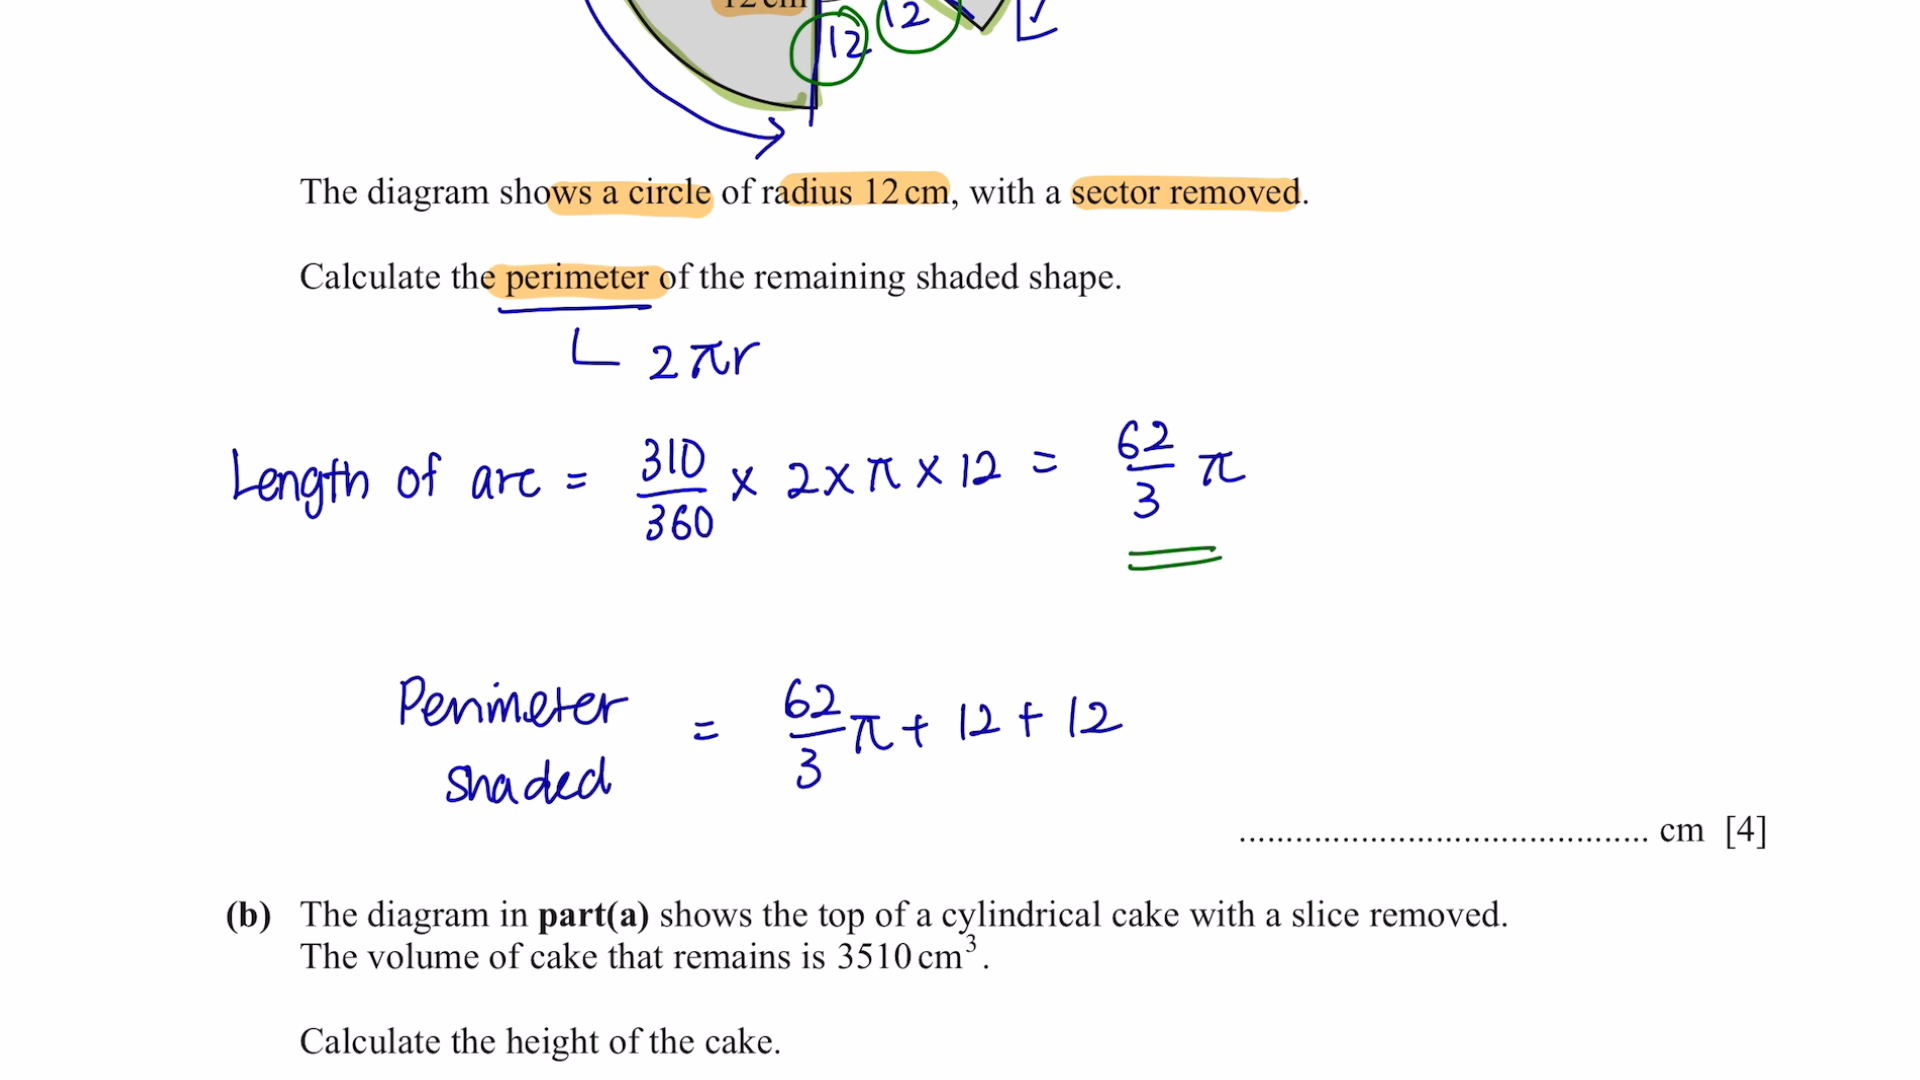 12 cm
12 12
The diagram shows a circle of radius 12 cm, with a sector removed.
Calculate the perimeter of the remaining shaded shape.
2πr
Length of arc = 310/360 × 2 × π × 12 = 62/3 π
Perimeter shaded = 62/3 π + 12 + 12
.......................................... cm [4]
(b) The diagram in part(a) shows the top of a cylindrical cake with a slice removed.
The volume of cake that remains is 3510 cm³.
Calculate the height of the cake.